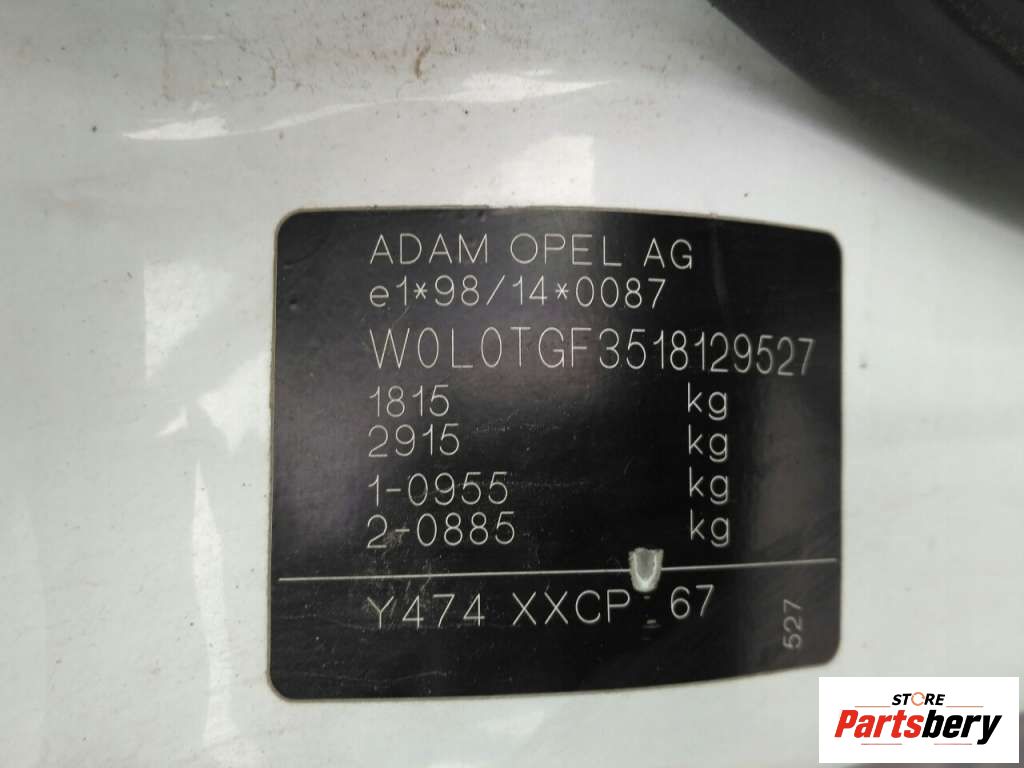 ADAM OPEL AG
e1*98/14*0087
W0L0TGF3518129527
1815 kg
2915 kg
1-0955 kg
2-0885 kg
Y474 XXCP 67
527
STORE
Partsbery